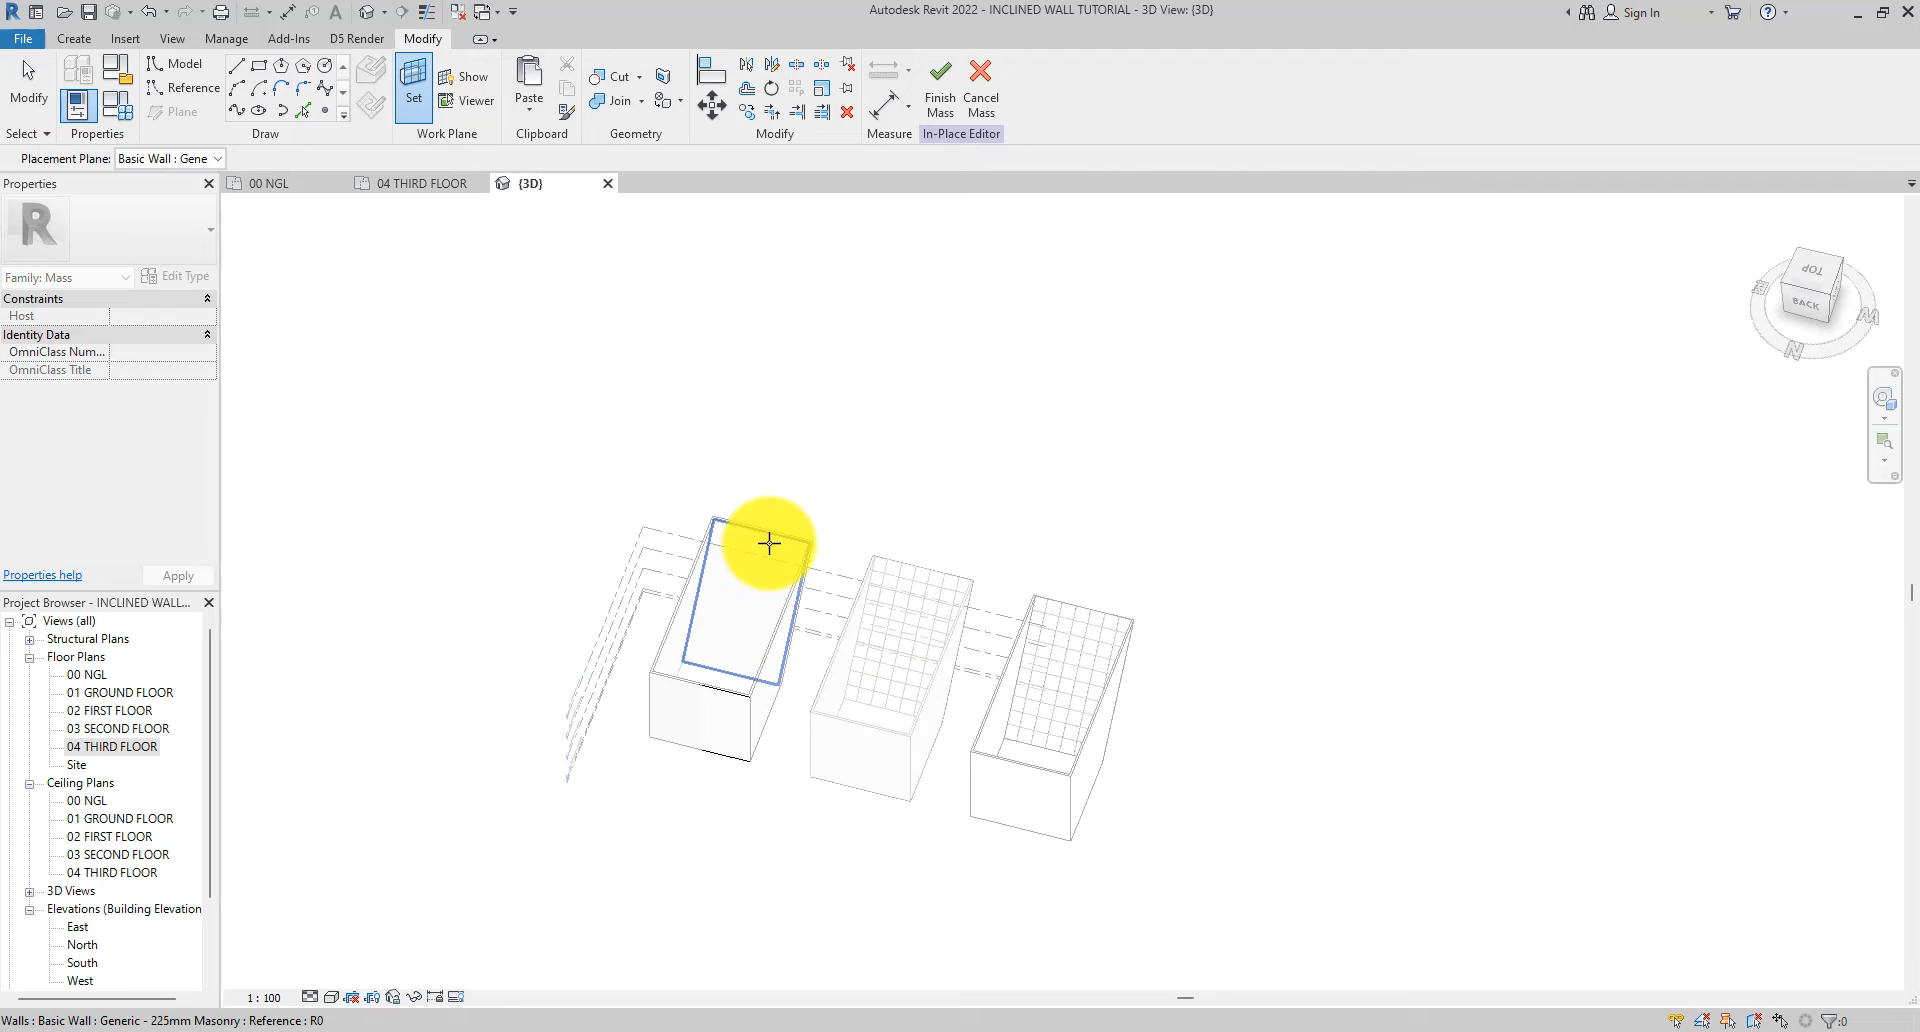 Autodesk Revit 2022 - INCLINED WALL TUTORIAL - 3D View: {3D}
Sign In
File
Create
Insert
View
Manage
Add-Ins
D5 Render
Modify
Modify
Select
Properties
Model
Reference
Plane
Draw
Set
Show
Viewer
Work Plane
Paste
Clipboard
Cut
Join
Geometry
Modify
Measure
Finish
Mass
Cancel
Mass
In-Place Editor
Placement Plane:
Basic Wall : Gene
Properties
00 NGL
04 THIRD FLOOR
{3D}
R
Family: Mass
Edit Type
Constraints
Host
Identity Data
OmniClass Num...
OmniClass Title
Properties help
Apply
Project Browser - INCLINED WALL...
Views (all)
Structural Plans
Floor Plans
00 NGL
01 GROUND FLOOR
02 FIRST FLOOR
03 SECOND FLOOR
04 THIRD FLOOR
Site
Ceiling Plans
00 NGL
01 GROUND FLOOR
02 FIRST FLOOR
03 SECOND FLOOR
04 THIRD FLOOR
3D Views
Elevations (Building Elevation
East
North
South
West
TOP
BACK
E
W
N
1 : 100
Walls : Basic Wall : Generic - 225mm Masonry : Reference : R0
:0